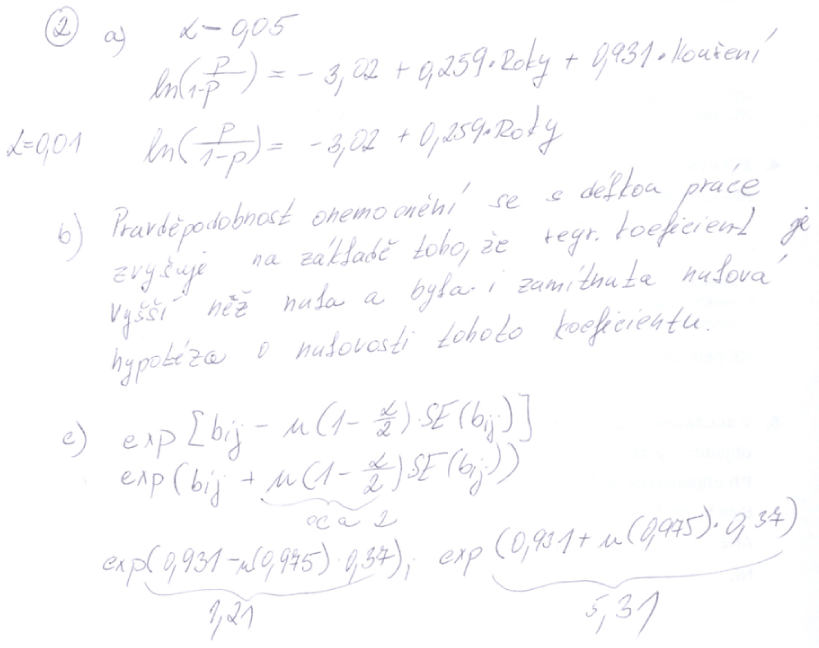 ② a) α = 0,05
ln(p/(1-p)) = - 3,02 + 0,259·Roky + 0,931·Kouření
α=0,01 ln(p/(1-p)) = -3,02 + 0,259·Roky
b) Pravděpodobnost onemocnění se s délkou práce
zvyšuje na základě toho, že regr. koeficient je
vyšší než nula a byla i zamítnuta nulová
hypotéza o nulovosti tohoto koeficientu.
c) exp[bij - u(1-α/2)·SE(bij)]
exp(bij + u(1-α/2)SE(bij))
cca 2
exp(0,931-u(0,975)·0,37); exp(0,931+u(0,975)·0,37)
1,21 5,31